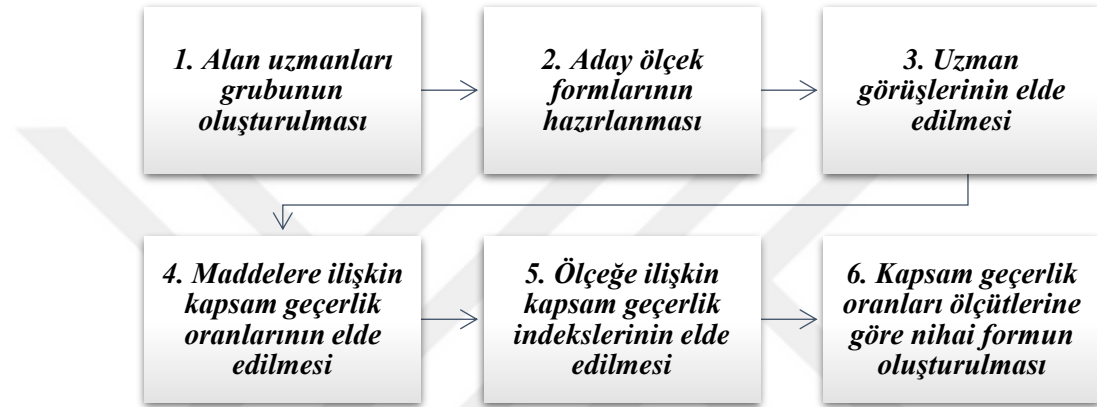 1. Alan uzmanları
grubunun
oluşturulması
2. Aday ölçek
formlarının
hazırlanması
3. Uzman
görüşlerinin elde
edilmesi
4. Maddelere ilişkin
kapsam geçerlik
oranlarının elde
edilmesi
5. Ölçeğe ilişkin
kapsam geçerlik
indekslerinin elde
edilmesi
6. Kapsam geçerlik
oranları ölçütlerine
göre nihai formun
oluşturulması